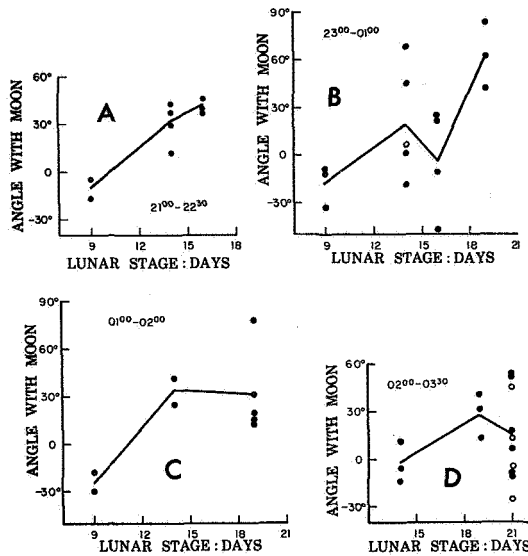 60°
30°
0
-30°
ANGLE WITH MOON
A
21⁰⁰-22³⁰
9 12 15 18
LUNAR STAGE: DAYS
90°
60°
30°
0
-30°
ANGLE WITH MOON
23⁰⁰-01⁰⁰
B
9 12 15 18 21
LUNAR STAGE: DAYS
90°
60°
30°
0
-30°
ANGLE WITH MOON
01⁰⁰-02⁰⁰
C
9 12 15 18 21
LUNAR STAGE: DAYS
60°
30°
0
-30°
ANGLE WITH MOON
02⁰⁰-03³⁰
D
15 18 21
LUNAR STAGE: DAYS